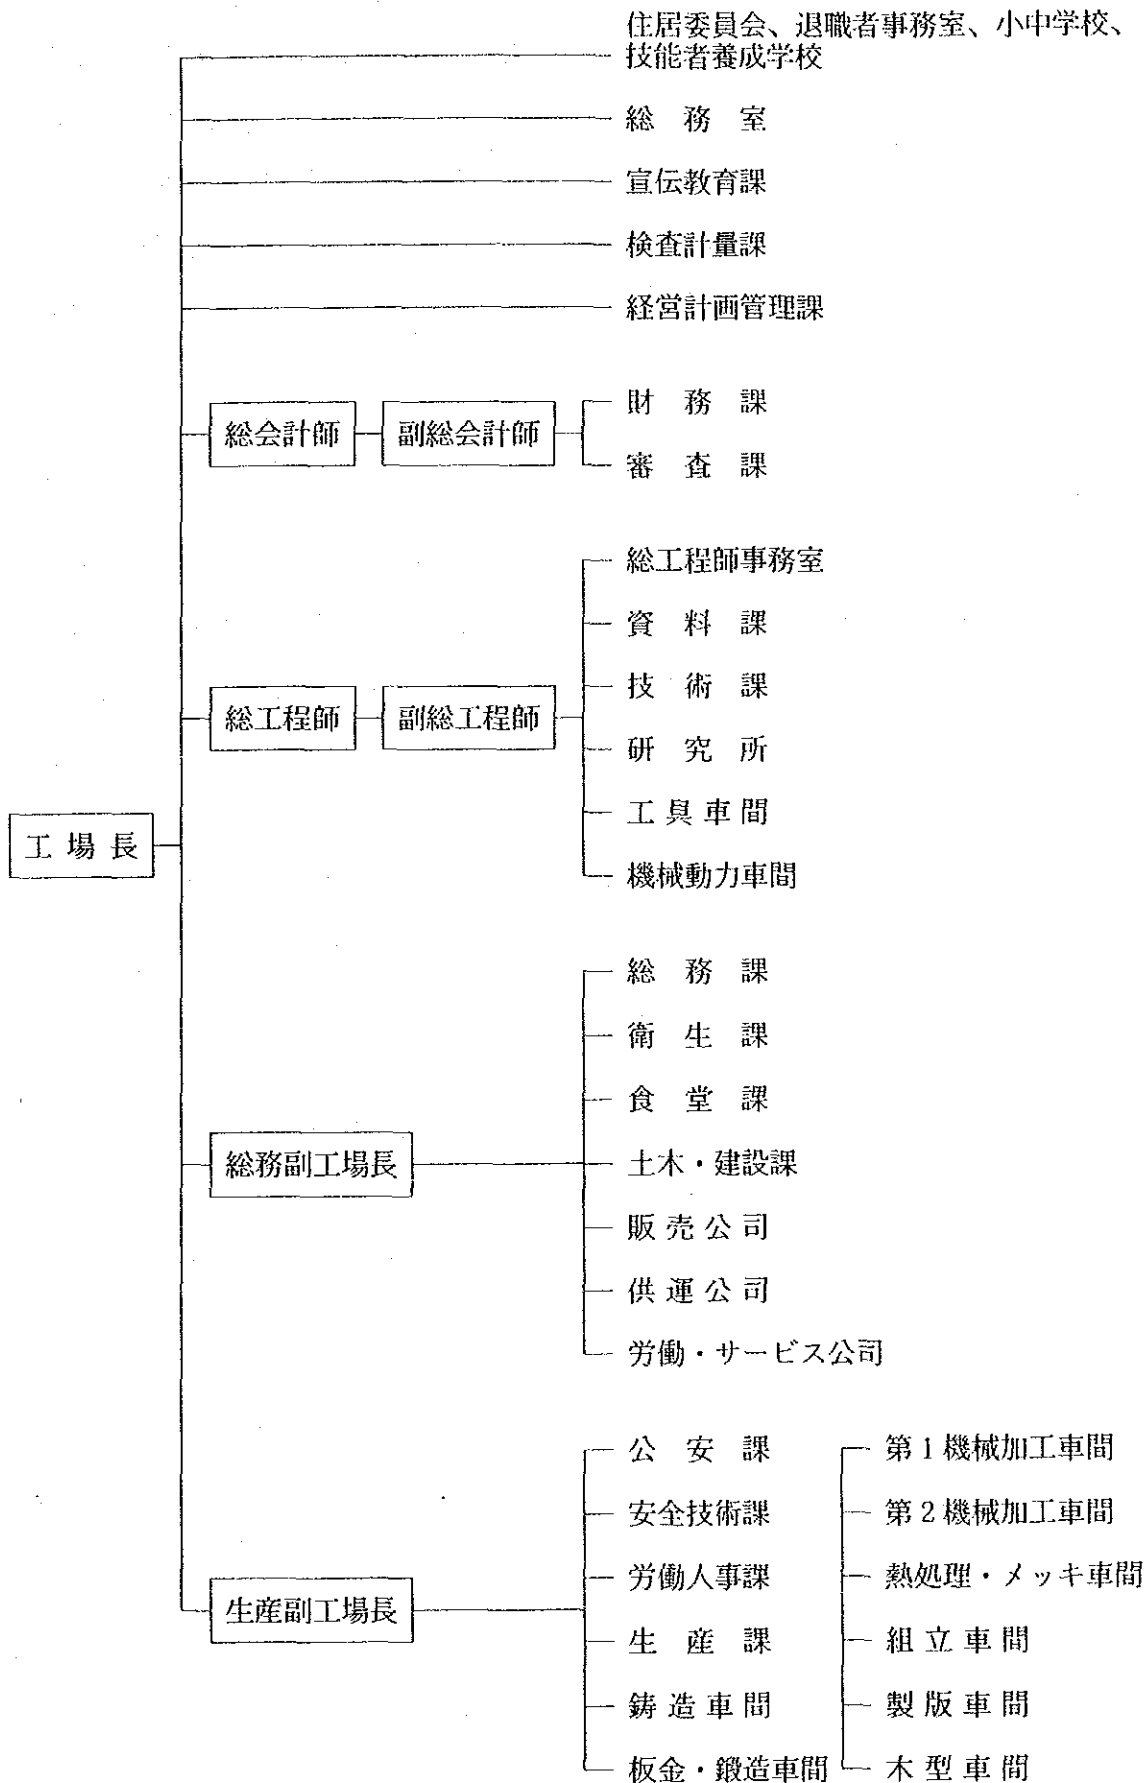 住居委員会、退職者事務室、小中学校、
技能者養成学校
総務室
宣伝教育課
検査計量課
経営計画管理課
総会計師
副総会計師
財務課
審査課
総工程師
副総工程師
総工程師事務室
資料課
技術課
研究所
工具車間
機械動力車間
工場長
総務副工場長
総務課
衛生課
食堂課
土木・建設課
販売公司
供運公司
労働・サービス公司
生産副工場長
公安課
安全技術課
労働人事課
生産課
鋳造車間
板金・鍛造車間
第1機械加工車間
第2機械加工車間
熱処理・メッキ車間
組立車間
製版車間
木型車間